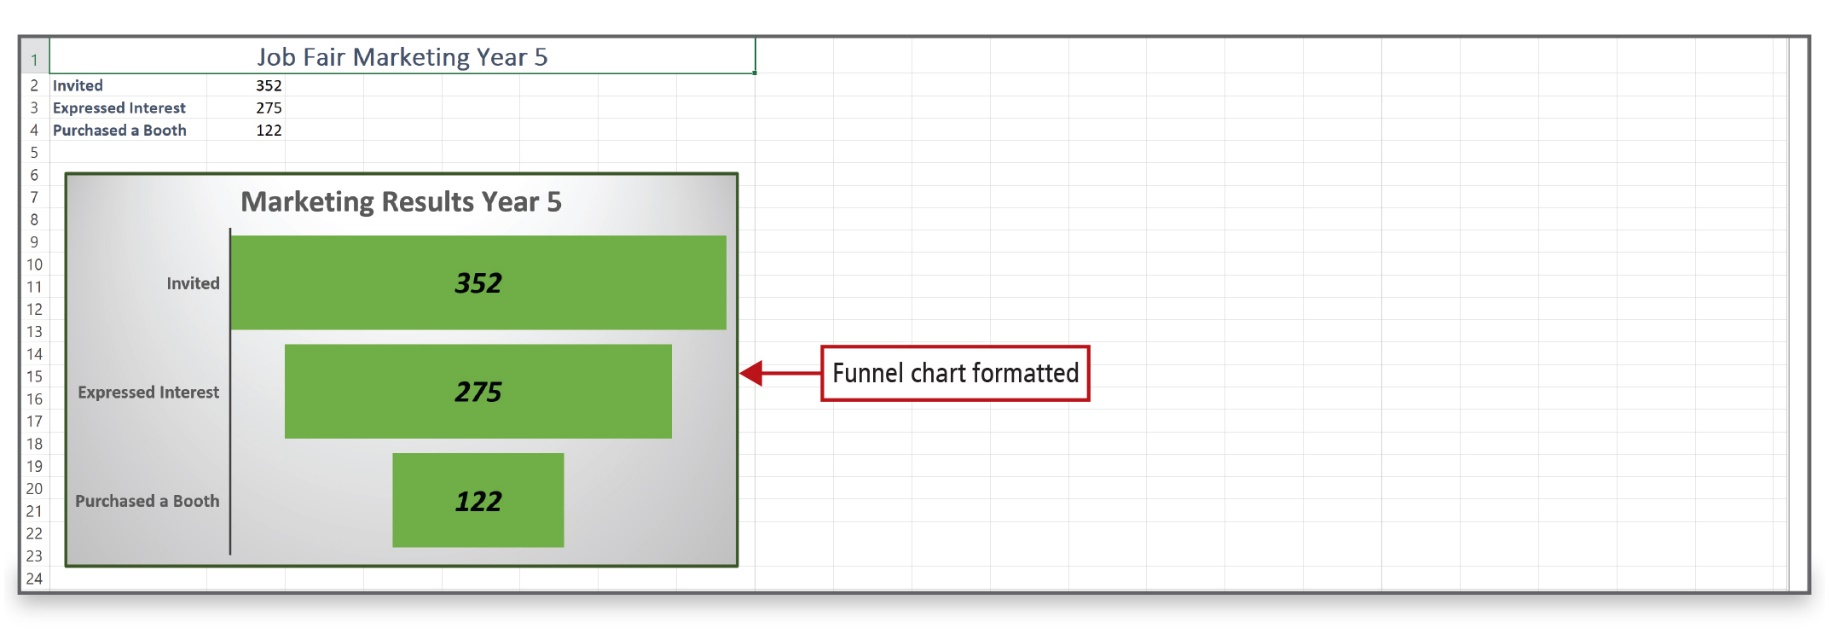 1 Job Fair Marketing Year 5
2 Invited 352
3 Expressed Interest 275
4 Purchased a Booth 122
5
6
7 Marketing Results Year 5
8
9
10
11 Invited 352
12
13
14
15 Funnel chart formatted
16 Expressed Interest 275
17
18
19
20
21 Purchased a Booth 122
22
23
24